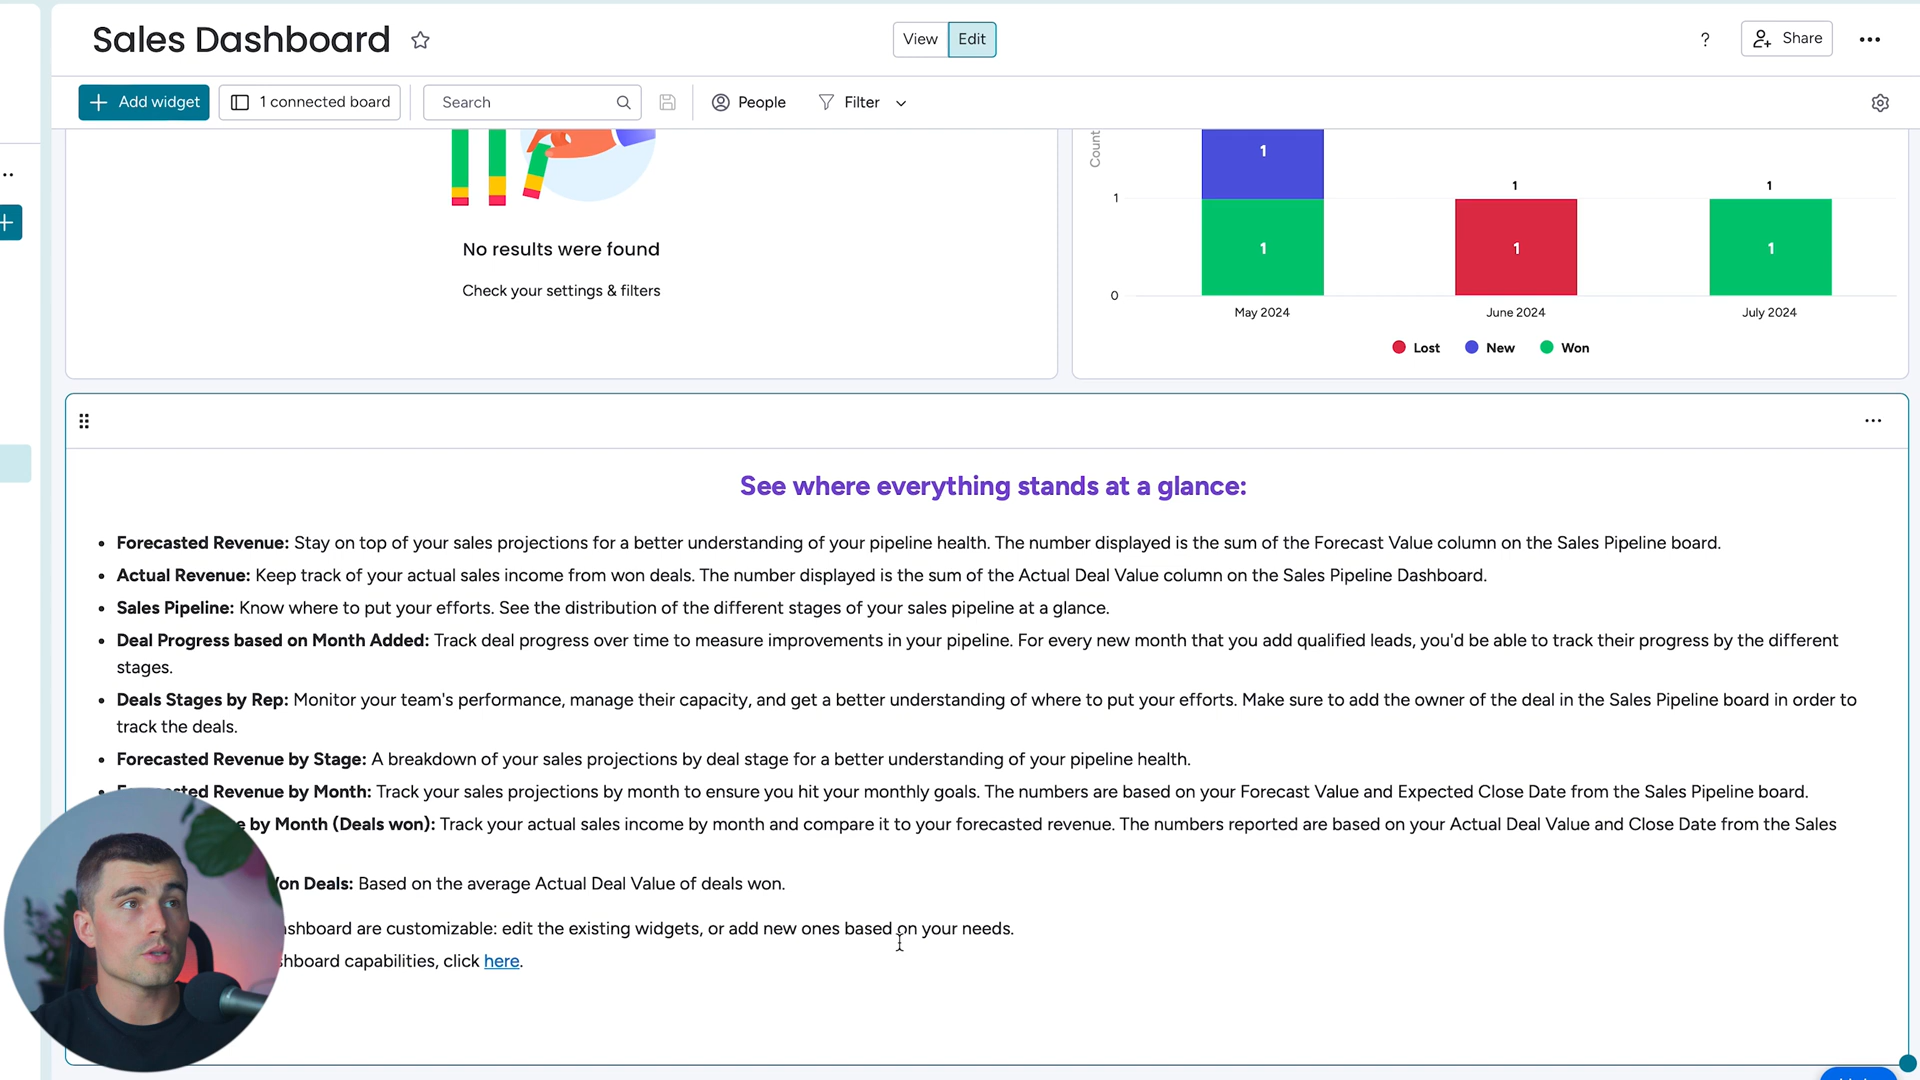 Sales Dashboard
View
Edit
?
Share
Add widget
1 connected board
Search
People
Filter
No results were found
Check your settings & filters
Count
1
0
1
1
1
1
1
1
May 2024
June 2024
July 2024
Lost
New
Won
See where everything stands at a glance:
Forecasted Revenue: Stay on top of your sales projections for a better understanding of your pipeline health. The number displayed is the sum of the Forecast Value column on the Sales Pipeline board.
Actual Revenue: Keep track of your actual sales income from won deals. The number displayed is the sum of the Actual Deal Value column on the Sales Pipeline Dashboard.
Sales Pipeline: Know where to put your efforts. See the distribution of the different stages of your sales pipeline at a glance.
Deal Progress based on Month Added: Track deal progress over time to measure improvements in your pipeline. For every new month that you add qualified leads, you'd be able to track their progress by the different
stages.
Deals Stages by Rep: Monitor your team's performance, manage their capacity, and get a better understanding of where to put your efforts. Make sure to add the owner of the deal in the Sales Pipeline board in order to
track the deals.
Forecasted Revenue by Stage: A breakdown of your sales projections by deal stage for a better understanding of your pipeline health.
Revenue by Month: Track your sales projections by month to ensure you hit your monthly goals. The numbers are based on your Forecast Value and Expected Close Date from the Sales Pipeline board.
by Month (Deals won): Track your actual sales income by month and compare it to your forecasted revenue. The numbers reported are based on your Actual Deal Value and Close Date from the Sales
Deals: Based on the average Actual Deal Value of deals won.
are customizable: edit the existing widgets, or add new ones based on your needs.
capabilities, click here.